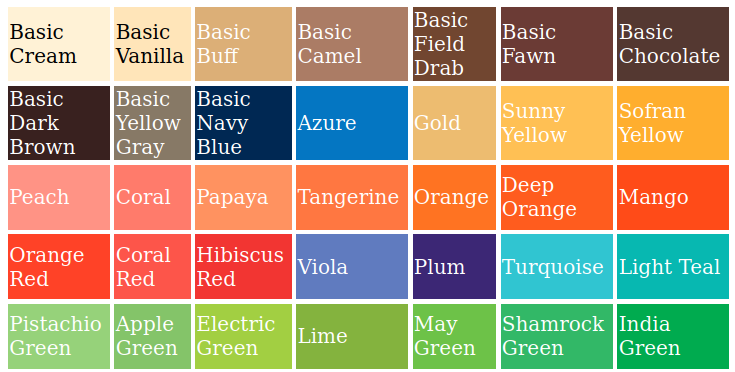 Basic
Cream
Basic
Vanilla
Basic
Buff
Basic
Camel
Basic
Field
Drab
Basic
Fawn
Basic
Chocolate
Basic
Dark
Brown
Basic
Yellow
Gray
Basic
Navy
Blue
Azure
Gold
Sunny
Yellow
Sofran
Yellow
Peach
Coral
Papaya
Tangerine
Orange
Deep
Orange
Mango
Orange
Red
Coral
Red
Hibiscus
Red
Viola
Plum
Turquoise
Light Teal
Pistachio
Green
Apple
Green
Electric
Green
Lime
May
Green
Shamrock
Green
India
Green